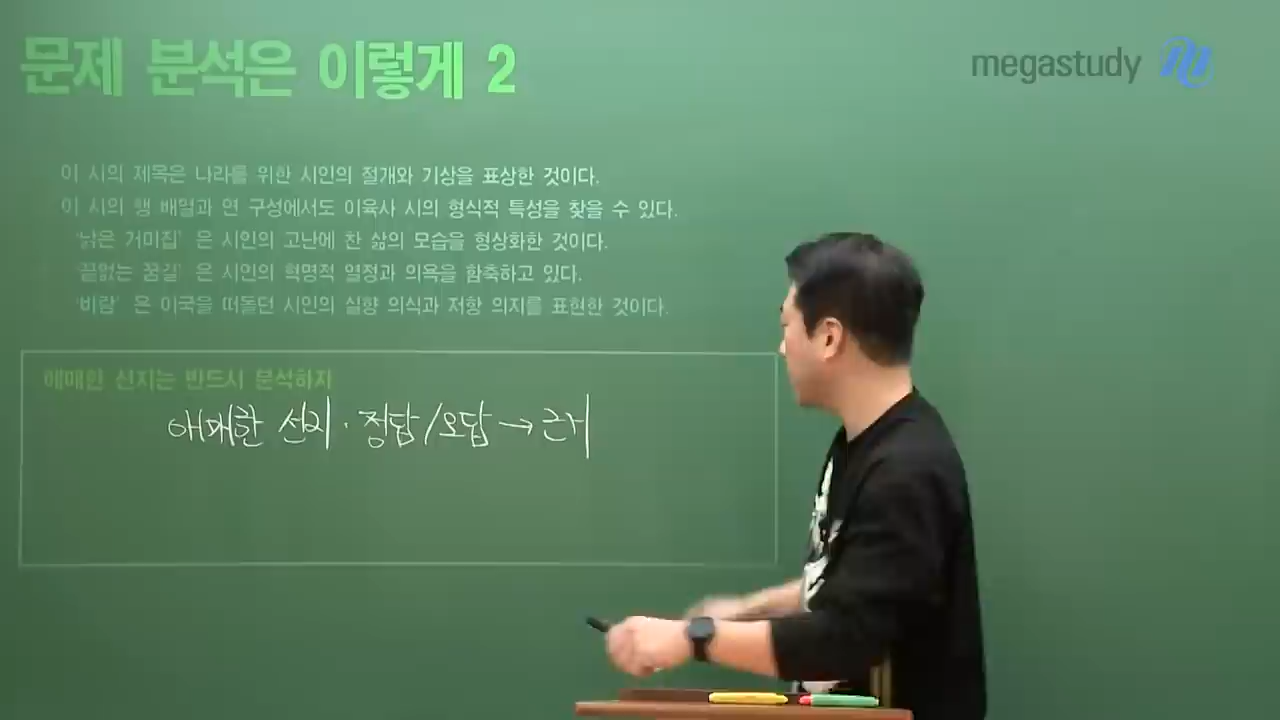 문제 분석은 이렇게 2
megastudy
이 시의 제목은 나라를 위한 시인의 절개와 기상을 표상한 것이다.
이 시의 행 배열과 연 구성에서도 이육사 시의 형식적 특성을 찾을 수 있다.
'낡은 거미집' 은 시인의 고난에 찬 삶의 모습을 형상화한 것이다.
'끝없는 꿈길' 은 시인의 혁명적 열정과 의욕을 함축하고 있다.
'바람' 은 이국을 떠돌던 시인의 실향 의식과 저항 의지를 표현한 것이다.
애매한 선지는 반드시 분석하자
애매한 선지. 정답/오답 → 근거